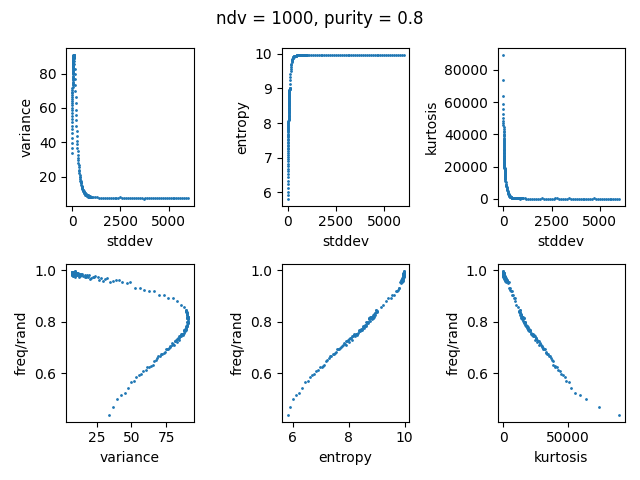 ndv = 1000, purity = 0.8
variance
80
60
40
20
0 2500 5000
stddev
entropy
10
9
8
7
6
0 2500 5000
stddev
kurtosis
80000
60000
40000
20000
0
0 2500 5000
stddev
freq/rand
1.0
0.8
0.6
25 50 75
variance
freq/rand
1.0
0.8
0.6
6 8 10
entropy
freq/rand
1.0
0.8
0.6
0 50000
kurtosis